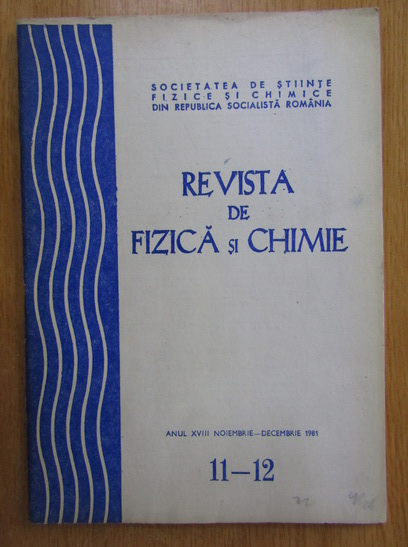 SOCIETATEA DE ȘTIINȚE
FIZICE ȘI CHIMICE
DIN REPUBLICA SOCIALISTĂ ROMÂNIA
REVISTA
DE
FIZICĂ ȘI CHIMIE
ANUL XVIII NOIEMBRIE—DECEMBRIE 1981
11—12